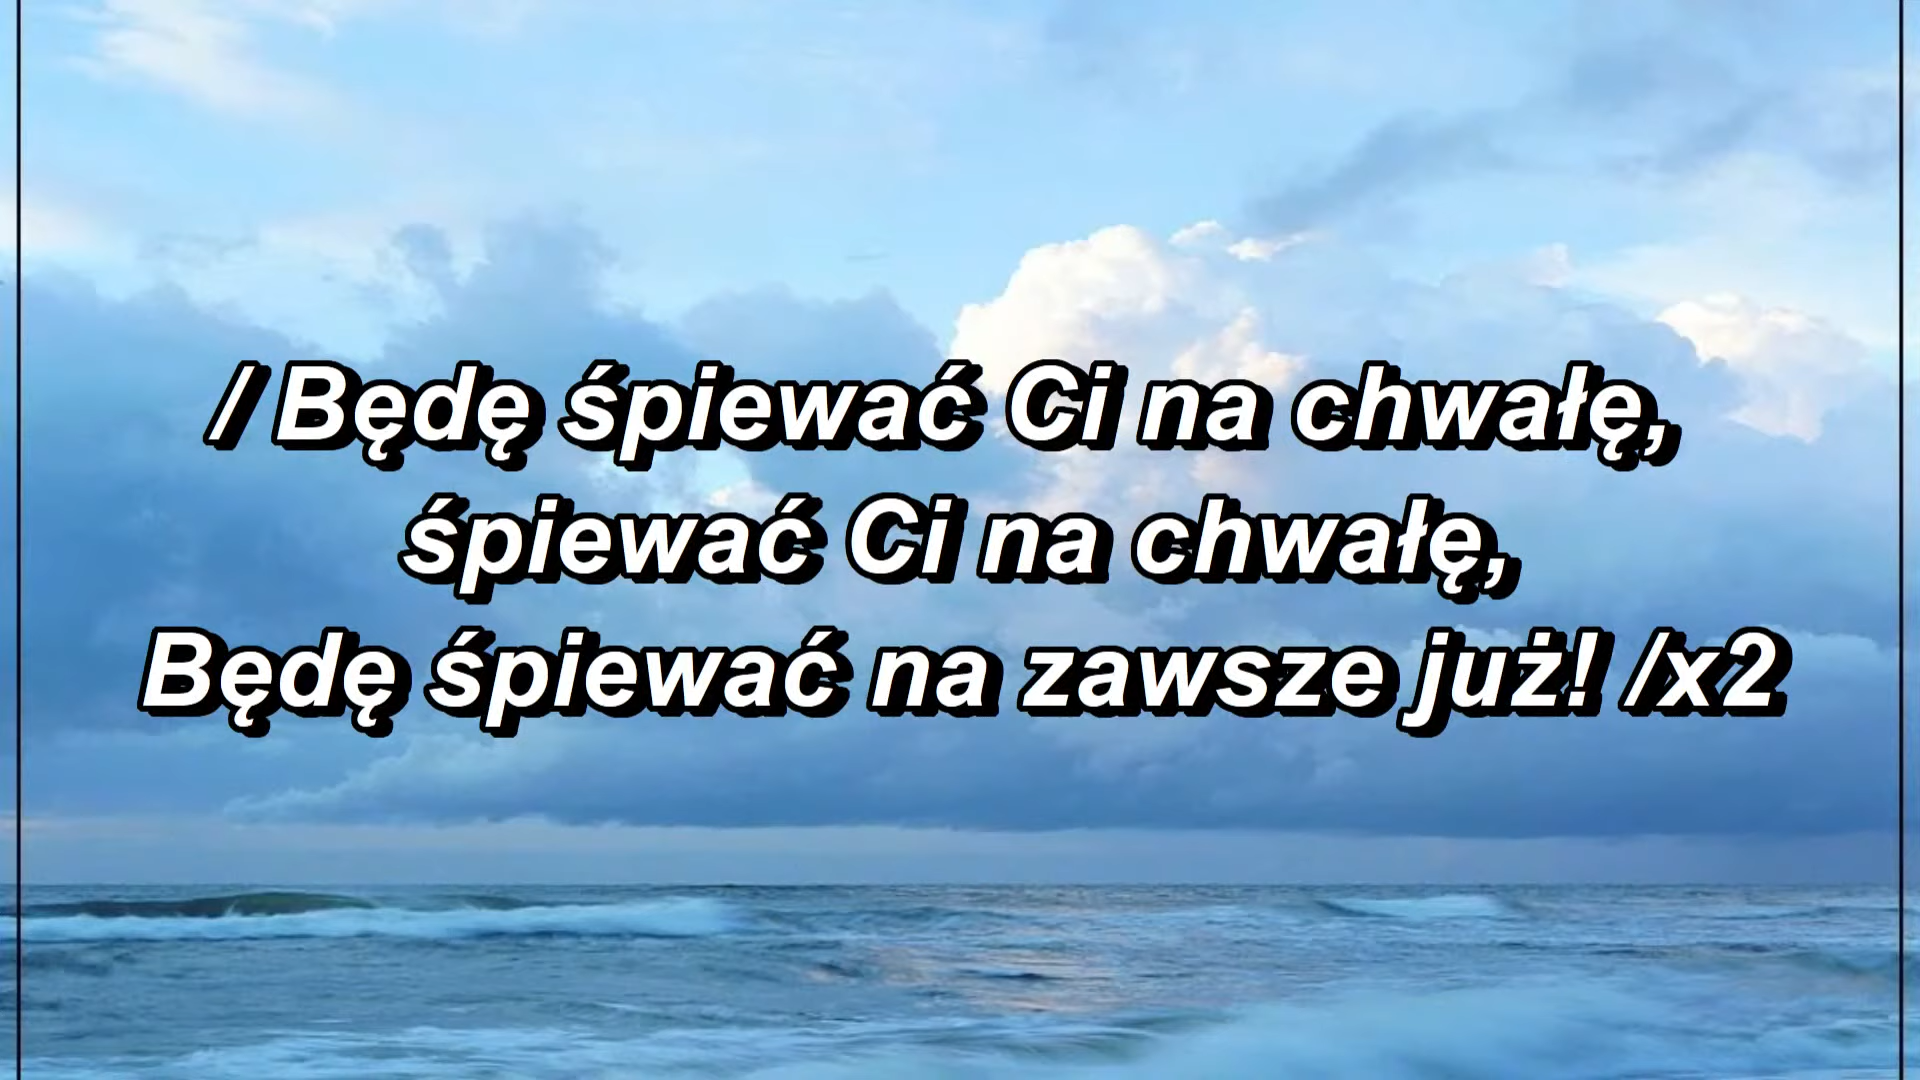 / Będę śpiewać Ci na chwałę,
śpiewać Ci na chwałę,
Będę śpiewać na zawsze już! /x2